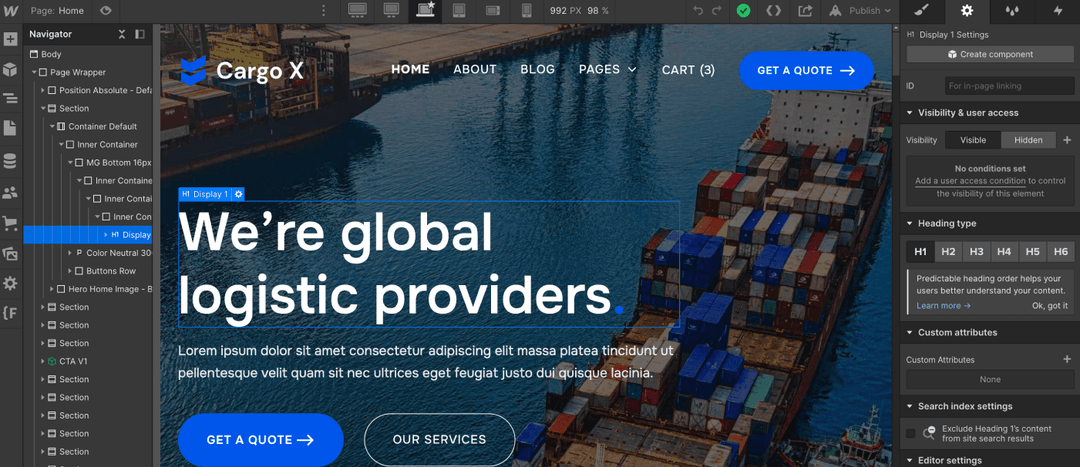 Page: Home
992 PX 98 %
Publish
Navigator
Body
Page Wrapper
Position Absolute - Defa
Section
Container Default
Inner Container
MG Bottom 16px
Inner Containe
Inner Contai
Inner Con
H1 Display
P Color Neutral 30
Buttons Row
Hero Home Image - B
Section
Section
Section
CTA V1
Section
Section
Section
Section
Section
Cargo X
HOME
ABOUT
BLOG
PAGES
CART (3)
GET A QUOTE
H1 Display 1
We're global
logistic providers.
Lorem ipsum dolor sit amet consectetur adipiscing elit massa platea tincidunt ut
pellentesque velit quam sit nec ultrices eget feugiat justo dui quisque lacinia.
GET A QUOTE
OUR SERVICES
H1 Display 1 Settings
Create component
ID
For in-page linking
Visibility & user access
Visibility
Visible
Hidden
No conditions set
Add a user access condition to control
the visibility of this element
Heading type
H1 H2 H3 H4 H5 H6
Predictable heading order helps your
users better understand your content.
Learn more →
Ok, got it
Custom attributes
Custom Attributes
None
Search index settings
Exclude Heading 1's content
from site search results
Editor settings